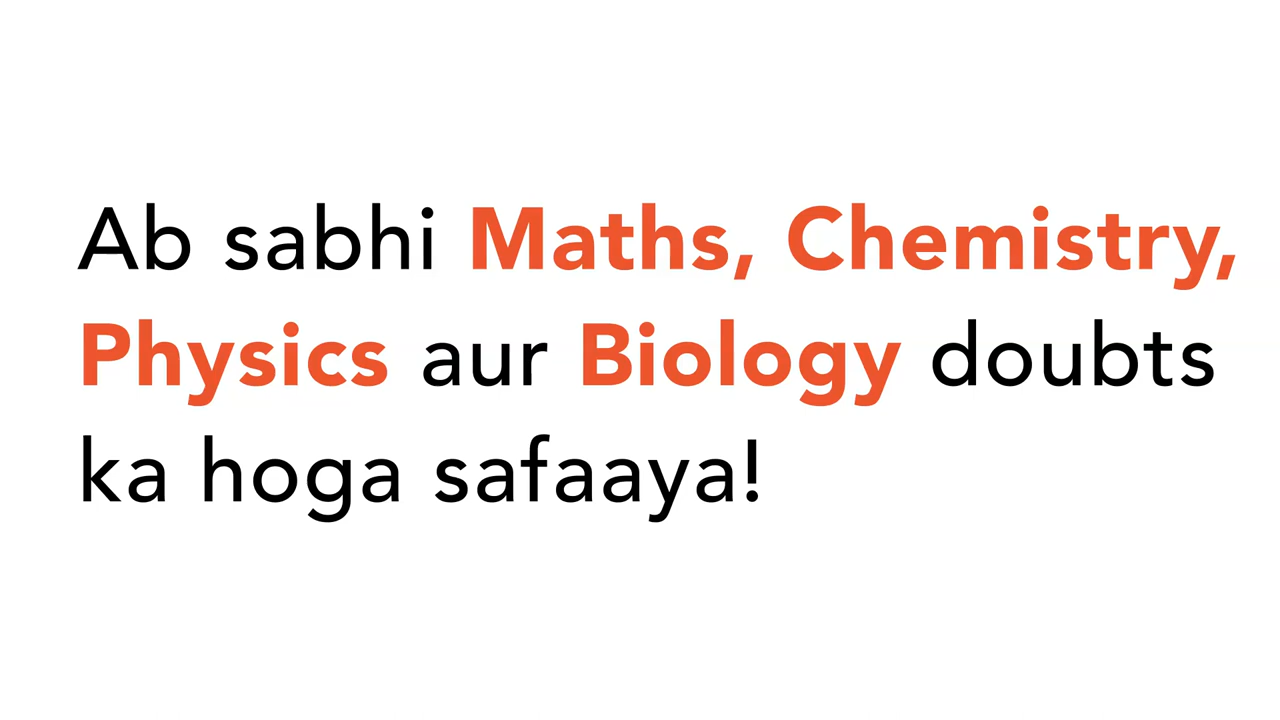 Ab sabhi Maths, Chemistry,
Physics aur Biology doubts
ka hoga safaaya!